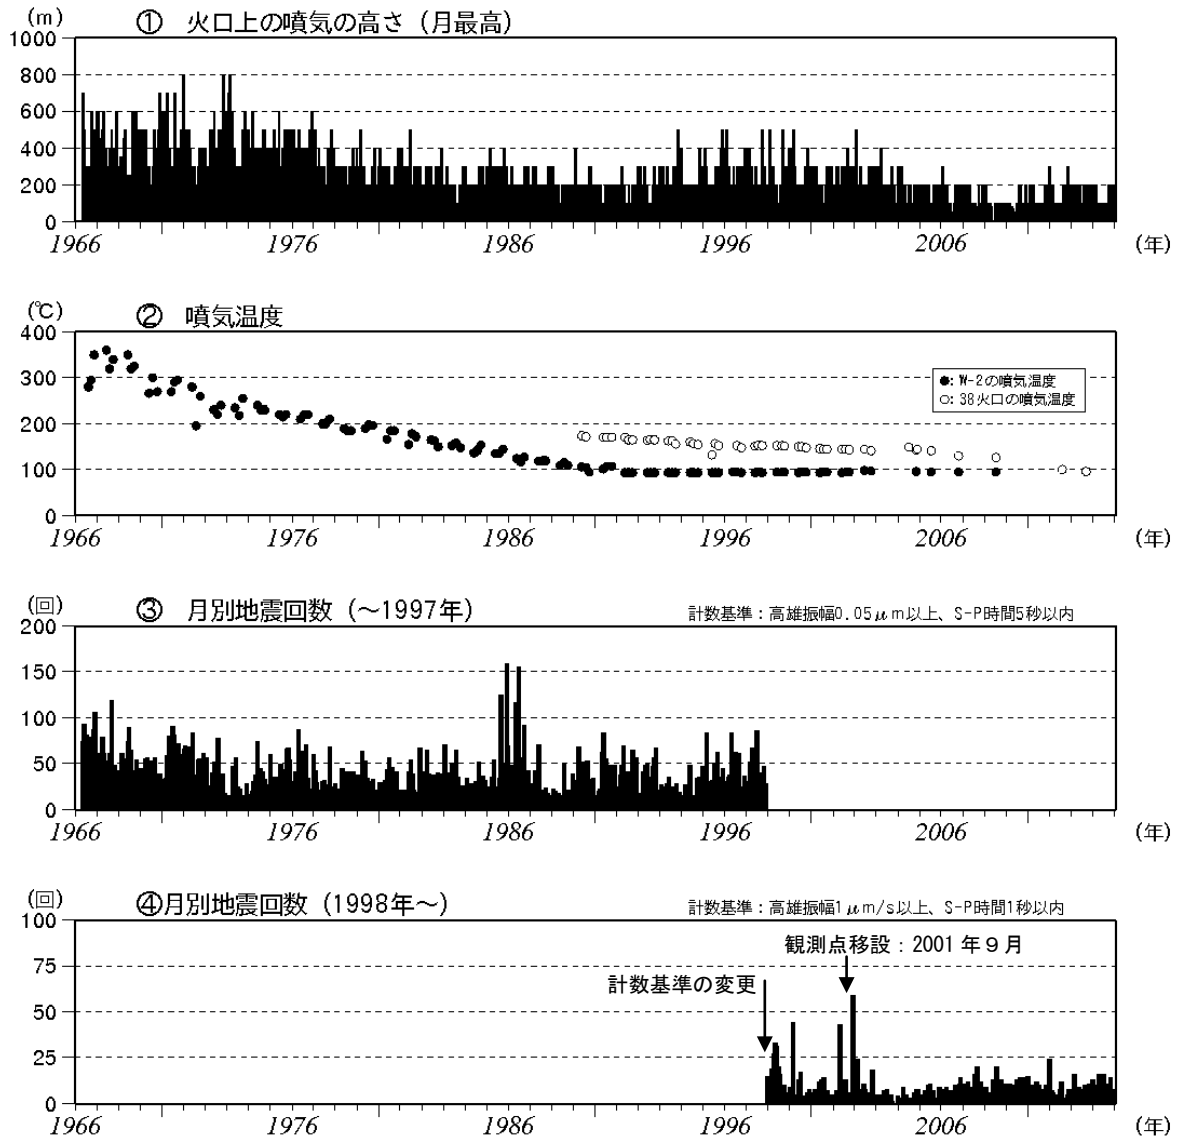 (m)
① 火口上の噴気の高さ（月最高）
1000
800
600
400
200
0
1966 1976 1986 1996 2006 (年)
(℃)
② 噴気温度
400
300
200
100
0
●: W-2の噴気温度
○: 38火口の噴気温度
1966 1976 1986 1996 2006 (年)
(回)
③ 月別地震回数（～1997年）
計数基準：高雄振幅0.05μm以上、S-P時間5秒以内
200
150
100
50
0
1966 1976 1986 1996 2006 (年)
(回)
④月別地震回数（1998年～）
計数基準：高雄振幅1μm/s以上、S-P時間1秒以内
100
75
50
25
0
観測点移設：2001年９月
計数基準の変更
1966 1976 1986 1996 2006 (年)